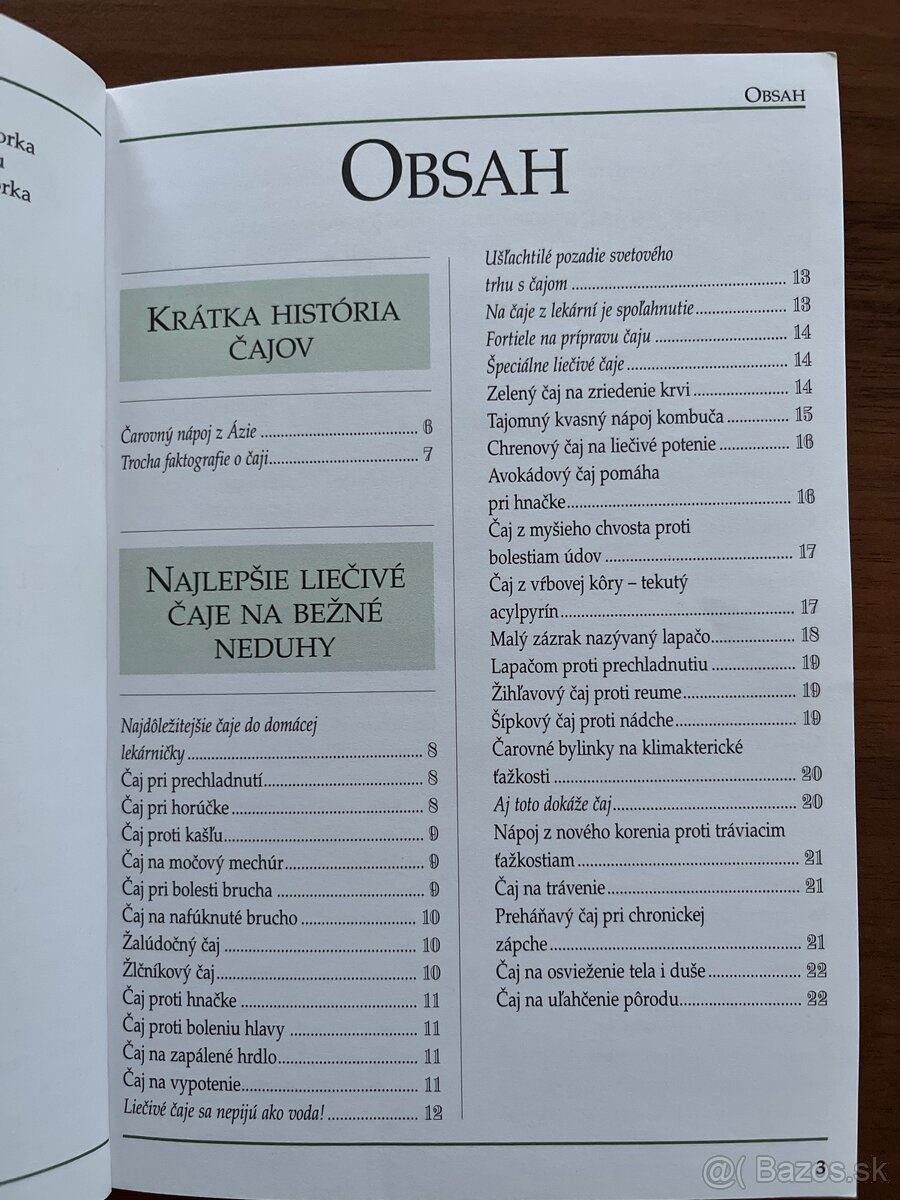 orka
u
orka
OBSAH
OBSAH
KRÁTKA HISTÓRIA
ČAJOV
Čarovný nápoj z Ázie ........ 6
Trocha faktografie o čaji........ 7
NAJLEPŠIE LIEČIVÉ
ČAJE NA BEŽNÉ
NEDUHY
Najdôležitejšie čaje do domácej
lekárničky ........ 8
Čaj pri prechladnutí........ 8
Čaj pri horúčke........ 8
Čaj proti kašľu........ 9
Čaj na močový mechúr........ 9
Čaj pri bolesti brucha ........ 9
Čaj na nafúknuté brucho ........ 10
Žalúdočný čaj ........ 10
Žlčníkový čaj........ 10
Čaj proti hnačke ........ 11
Čaj proti boleniu hlavy ........ 11
Čaj na zapálené hrdlo........ 11
Čaj na vypotenie........ 11
Liečivé čaje sa nepijú ako voda! ........ 12
Ušľachtilé pozadie svetového
trhu s čajom ........ 13
Na čaje z lekární je spoľahnutie........ 13
Fortiele na prípravu čaju ........ 14
Špeciálne liečivé čaje ........ 14
Zelený čaj na zriedenie krvi ........ 14
Tajomný kvasný nápoj kombuča ........ 15
Chrenový čaj na liečivé potenie ........ 16
Avokádový čaj pomáha
pri hnačke........ 16
Čaj z myšieho chvosta proti
bolestiam údov ........ 17
Čaj z vŕbovej kôry – tekutý
acylpyrín........ 17
Malý zázrak nazývaný lapačo........ 18
Lapačom proti prechladnutiu ........ 19
Žihľavový čaj proti reume........ 19
Šípkový čaj proti nádche........ 19
Čarovné bylinky na klimakterické
ťažkosti ........ 20
Aj toto dokáže čaj........ 20
Nápoj z nového korenia proti tráviacim
ťažkostiam ........ 21
Čaj na trávenie ........ 21
Preháňavý čaj pri chronickej
zápche........ 21
Čaj na osvieženie tela i duše ........ 22
Čaj na uľahčenie pôrodu........ 22
3
@( Bazos.sk